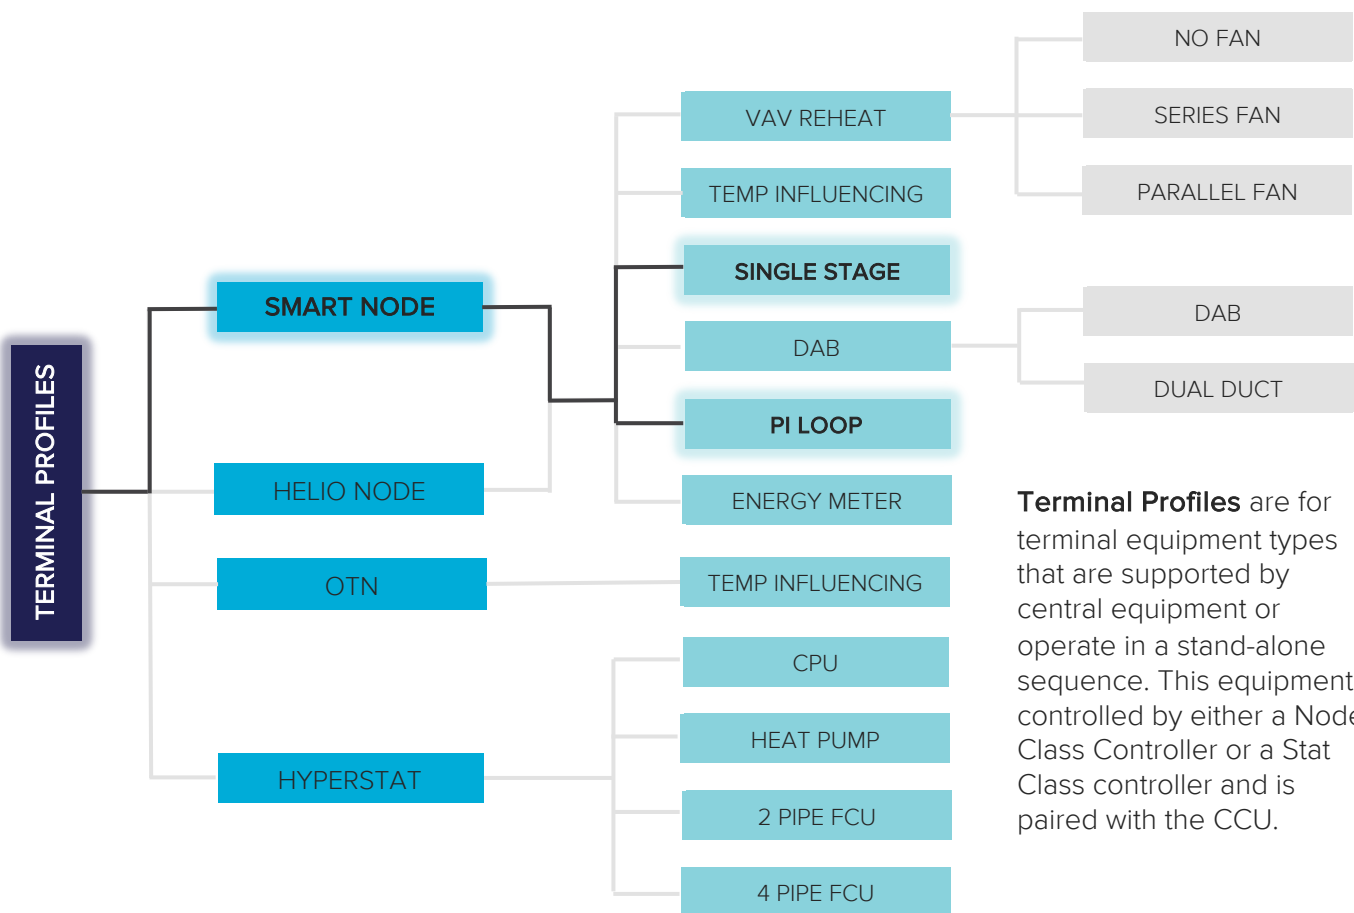 TERMINAL PROFILES
SMART NODE
HELIO NODE
OTN
HYPERSTAT
VAV REHEAT
TEMP INFLUENCING
SINGLE STAGE
DAB
PI LOOP
ENERGY METER
TEMP INFLUENCING
CPU
HEAT PUMP
2 PIPE FCU
4 PIPE FCU
NO FAN
SERIES FAN
PARALLEL FAN
DAB
DUAL DUCT
Terminal Profiles are for
terminal equipment types
that are supported by
central equipment or
operate in a stand-alone
sequence. This equipment
controlled by either a Node
Class Controller or a Stat
Class controller and is
paired with the CCU.